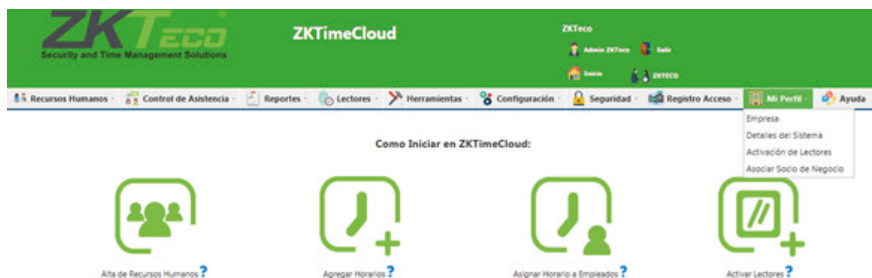 ZKTeco
Security and Time Management Solutions
ZKTimeCloud
ZKTeco
Admin ZKTeco Salir
Inicio ZKTECO
Recursos Humanos Control de Asistencia Reportes Lectores Herramientas Configuración Seguridad Registro Acceso Mi Perfil Ayuda
Empresa
Detalles del Sistema
Activación de Lectores
Asociar Socio de Negocio
Como Iniciar en ZKTimeCloud:
Alta de Recursos Humanos ? Agregar Horarios ? Asignar Horario a Empleados ? Activar Lectores ?